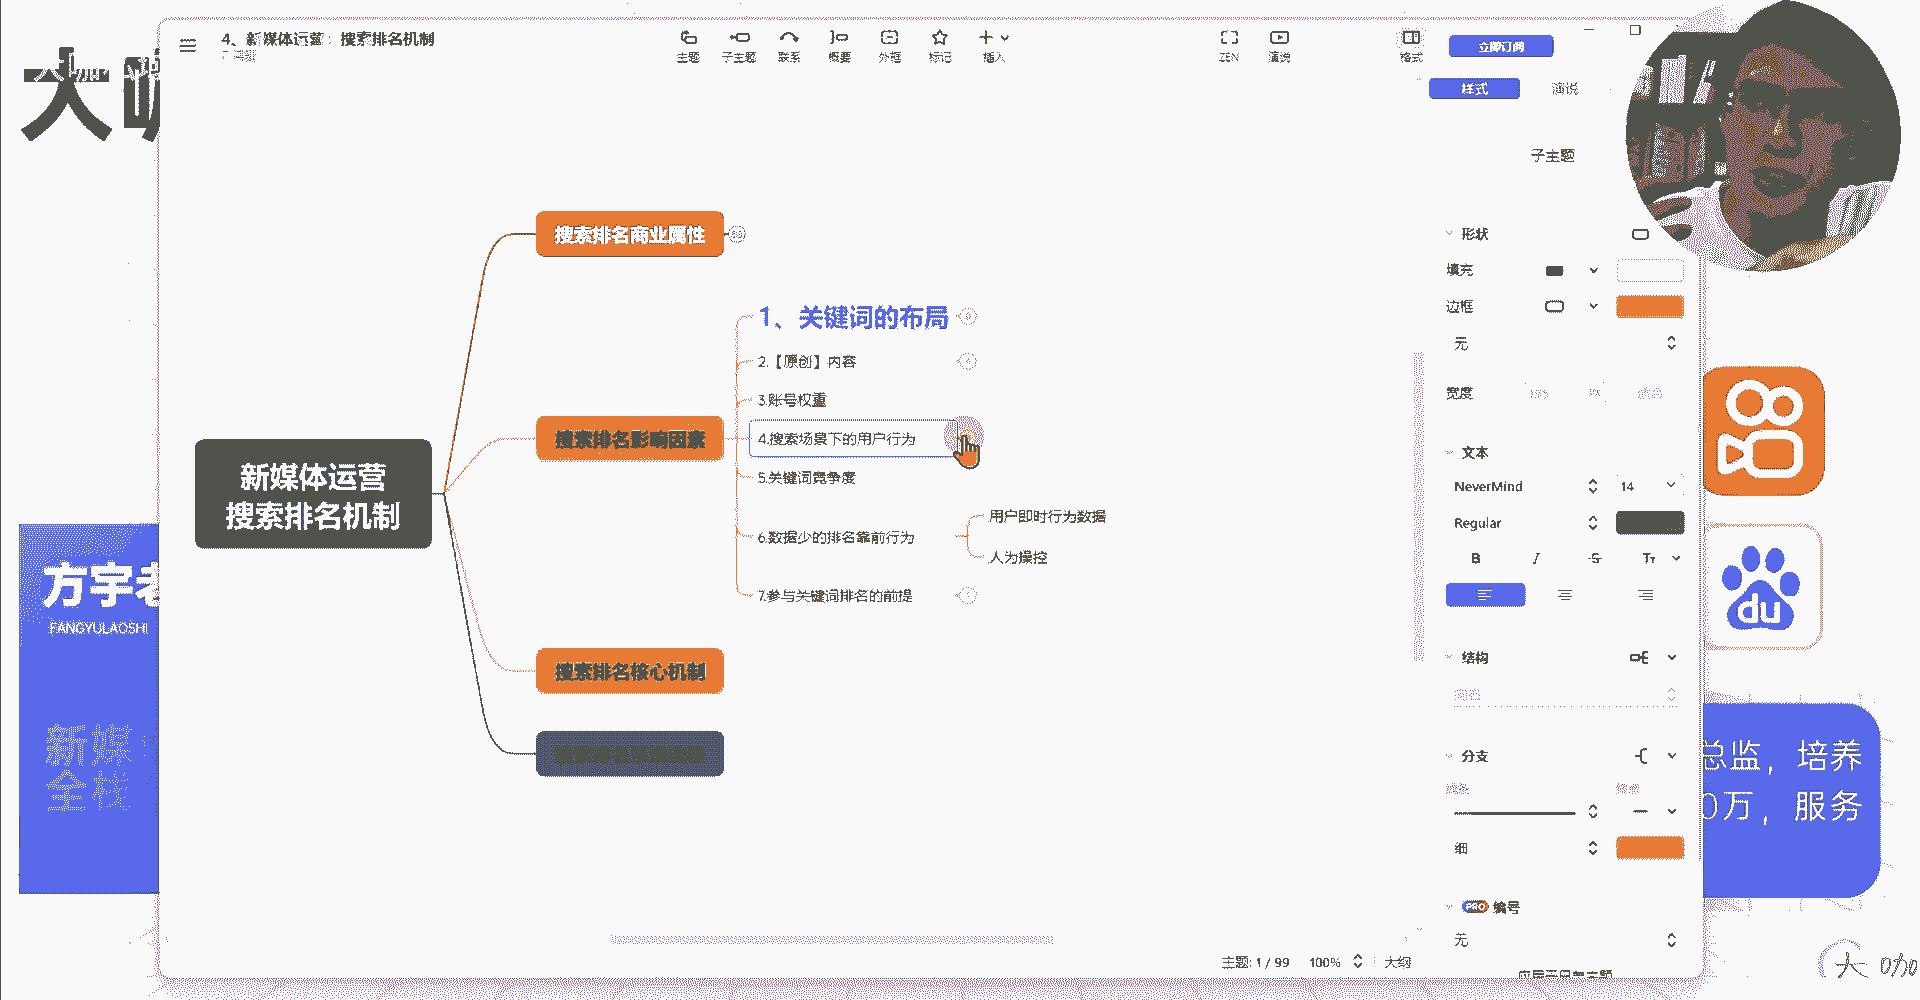 4、新媒体运营：搜索排名机制
主题
子主题
联系
概要
外框
标记
插入
ZEN
演说
格式
立即订阅
样式
演说
子主题
大咖
搜索排名商业属性
形状
填充
边框
无
宽度
1、关键词的布局
2.【原创】内容
3.账号权重
搜索排名影响因素
4.搜索场景下的用户行为
5.关键词竞争度
6.数据少的排名靠前行为
用户即时行为数据
人为操控
7.参与关键词排名的前提
新媒体运营
搜索排名机制
搜索排名核心机制
文本
NeverMind
14
Regular
B
I
S
Tт
结构
分支
细
PRO 编号
无
du
方宇老
FANGYULAOSHI
新媒
全栈
总监，培养
0万，服务
主题: 1 / 99
100%
大纲
大咖